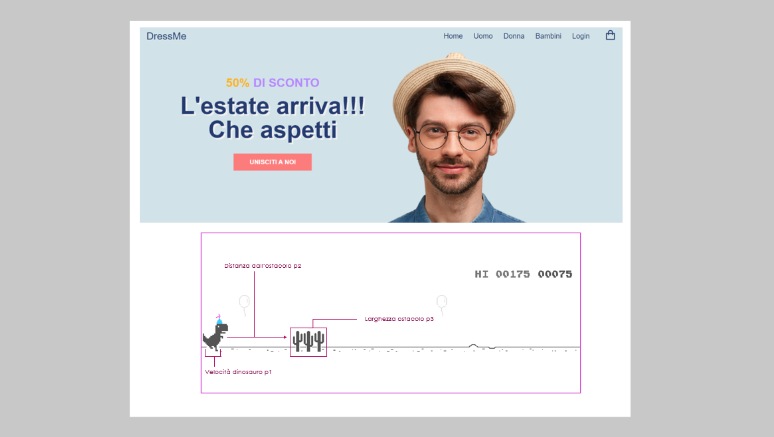 DressMe
Home Uomo Donna Bambini Login
50% DI SCONTO
L'estate arriva!!!
Che aspetti
UNISCITI A NOI
Distanza dall'ostacolo p2
HI 00175 00075
Larghezza ostacolo p3
Velocità dinosauro p1